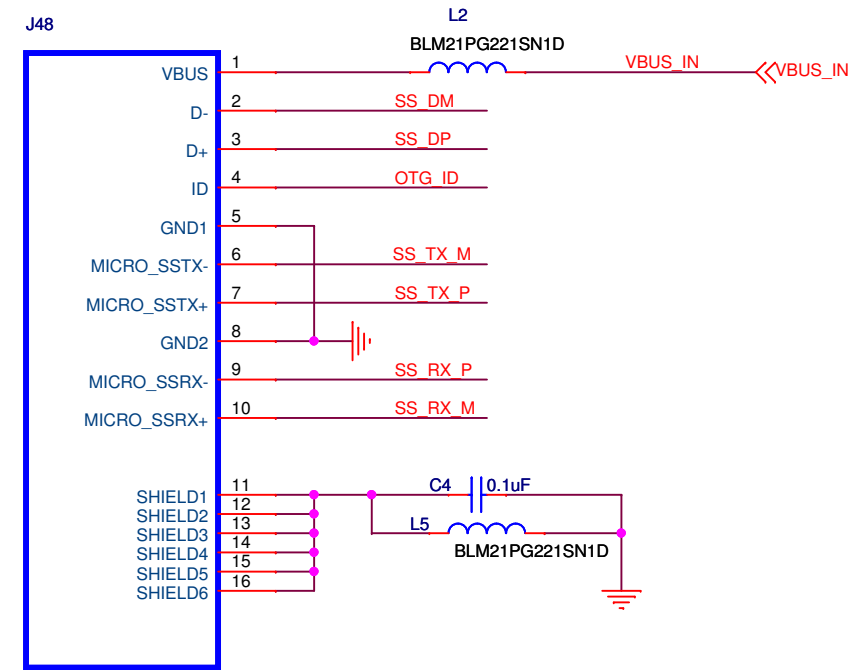 J48
L2
BLM21PG221SN1D
VBUS 1 VBUS_IN VBUS_IN
D- 2 SS_DM
D+ 3 SS_DP
ID 4 OTG_ID
GND1 5
MICRO_SSTX- 6 SS_TX_M
MICRO_SSTX+ 7 SS_TX_P
GND2 8
MICRO_SSRX- 9 SS_RX_P
MICRO_SSRX+ 10 SS_RX_M
SHIELD1 11 C4 0.1uF
SHIELD2 12
SHIELD3 13 L5
SHIELD4 14 BLM21PG221SN1D
SHIELD5 15
SHIELD6 16